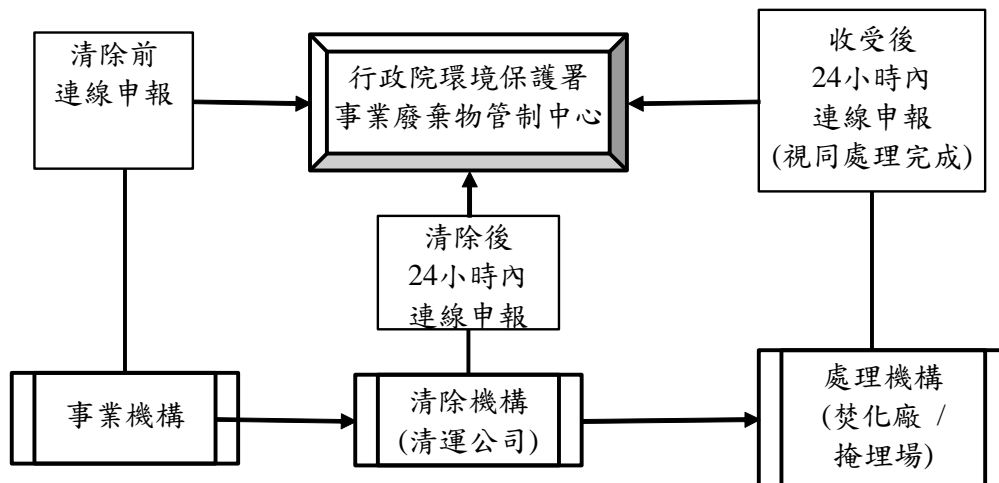 清除前
連線申報
行政院環境保護署
事業廢棄物管制中心
收受後
24小時內
連線申報
(視同處理完成)
清除後
24小時內
連線申報
事業機構
清除機構
(清運公司)
處理機構
(焚化廠 /
掩埋場)